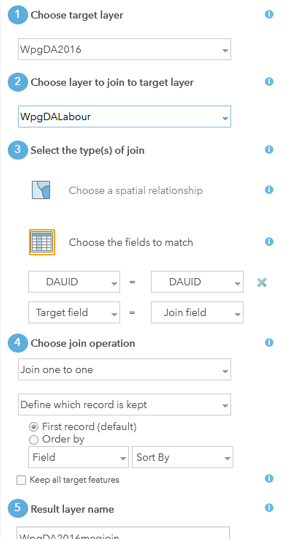 1 Choose target layer
WpgDA2016
2 Choose layer to join to target layer
WpgDALabour
3 Select the type(s) of join
Choose a spatial relationship
Choose the fields to match
DAUID = DAUID
Target field = Join field
4 Choose join operation
Join one to one
Define which record is kept
First record (default)
Order by
Field Sort By
Keep all target features
5 Result layer name
WpgDA2016megjoin